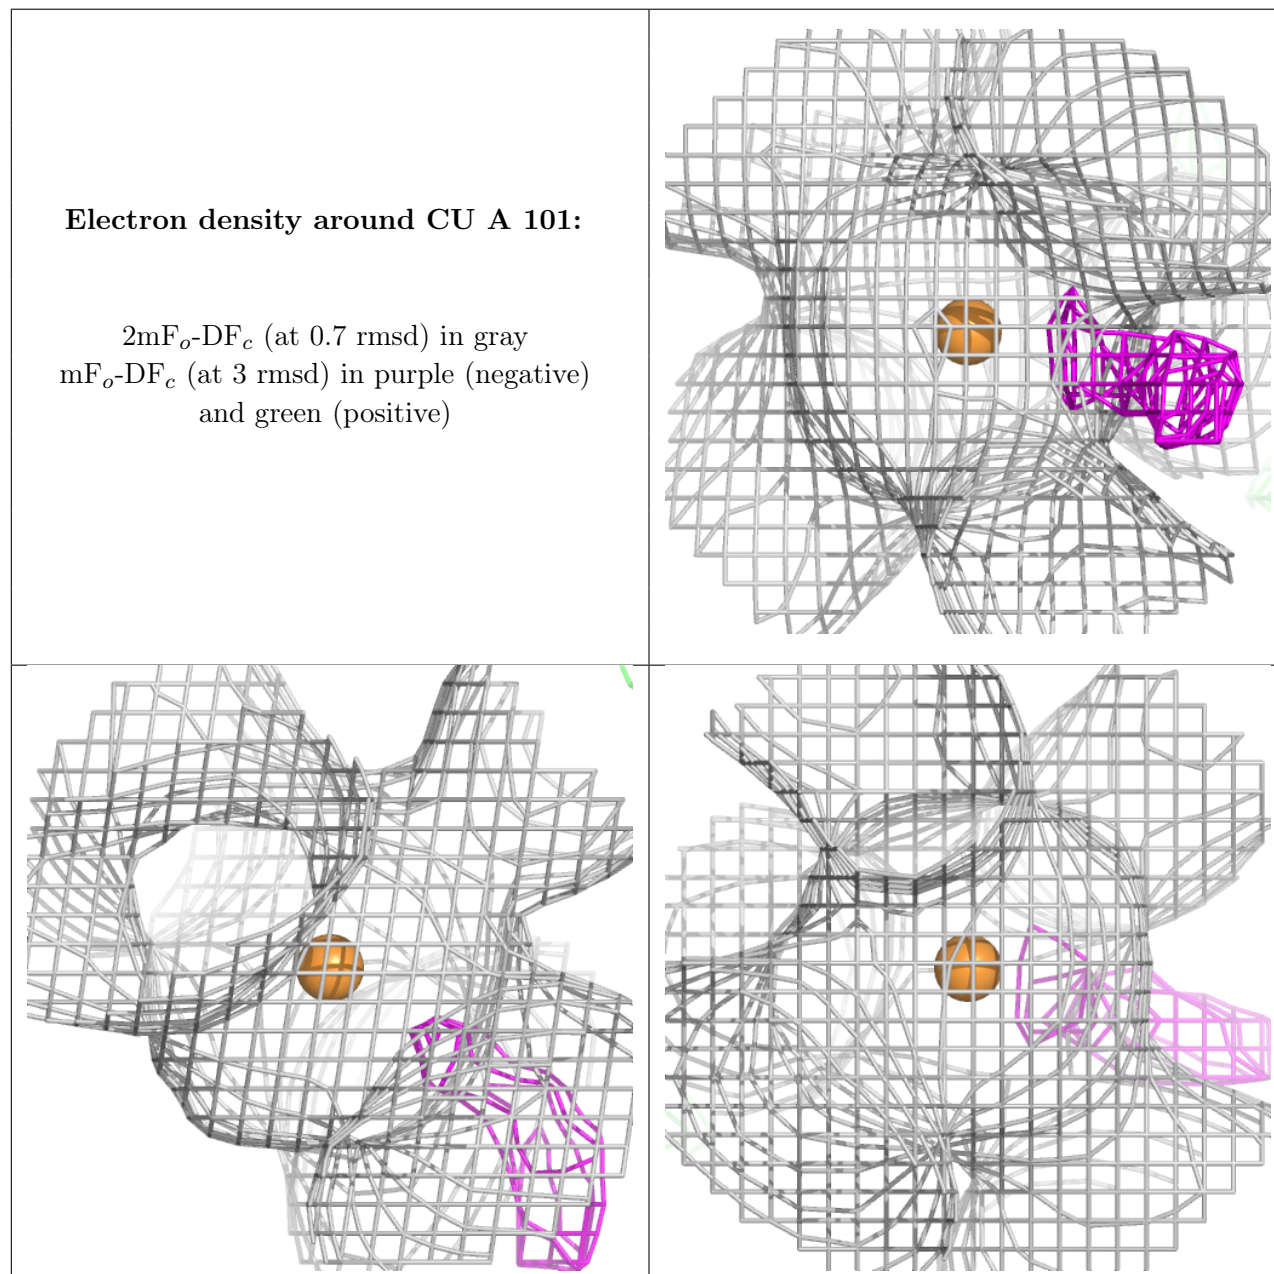 Electron density around CU A 101:
2mFo-DFc (at 0.7 rmsd) in gray
mFo-DFc (at 3 rmsd) in purple (negative)
and green (positive)